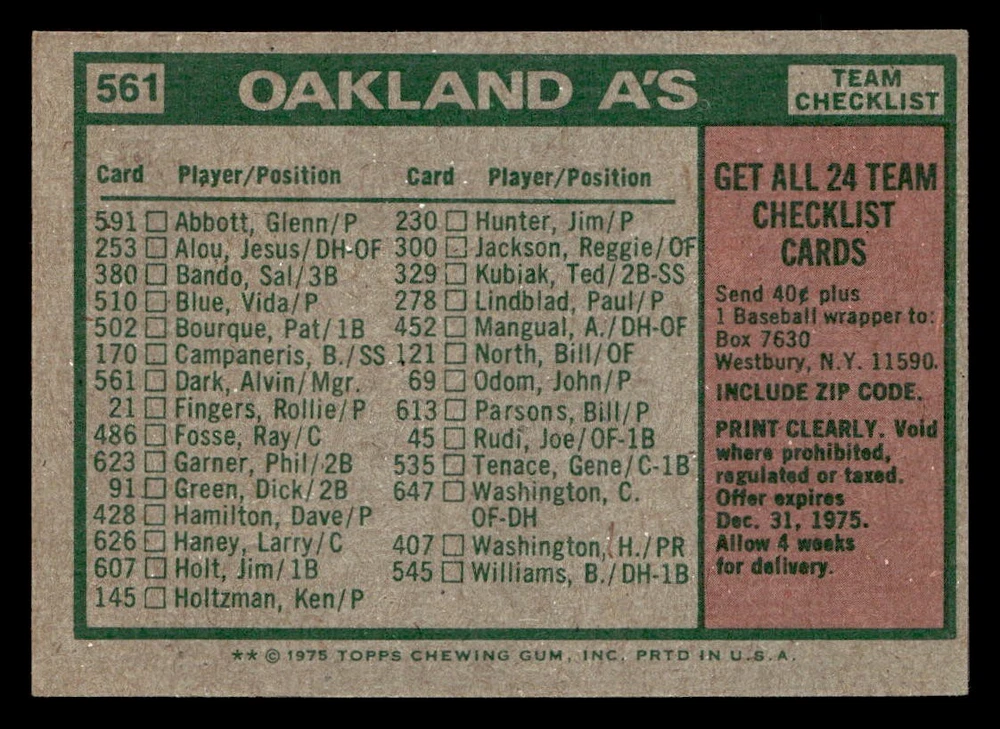 561 OAKLAND A'S TEAM CHECKLIST
Card Player/Position
591 Abbott, Glenn/P
253 Alou, Jesus/DH-OF
380 Bando, Sal/3B
510 Blue, Vida/P
502 Bourque, Pat/1B
170 Campaneris, B./SS
561 Dark, Alvin/Mgr.
21 Fingers, Rollie/P
486 Fosse, Ray/C
623 Garner, Phil/2B
91 Green, Dick/2B
428 Hamilton, Dave/P
626 Haney, Larry/C
607 Holt, Jim/1B
145 Holtzman, Ken/P
Card Player/Position
230 Hunter, Jim/P
300 Jackson, Reggie/OF
329 Kubiak, Ted/2B-SS
278 Lindblad, Paul/P
452 Mangual, A./DH-OF
121 North, Bill/OF
69 Odom, John/P
613 Parsons, Bill/P
45 Rudi, Joe/OF-1B
535 Tenace, Gene/C-1B
647 Washington, C.
OF-DH
407 Washington, H./PR
545 Williams, B./DH-1B
GET ALL 24 TEAM
CHECKLIST
CARDS
Send 40¢ plus
1 Baseball wrapper to:
Box 7630
Westbury, N.Y. 11590.
INCLUDE ZIP CODE.
PRINT CLEARLY. Void
where prohibited,
regulated or taxed.
Offer expires
Dec. 31, 1975.
Allow 4 weeks
for delivery.
** © 1975 TOPPS CHEWING GUM, INC. PRTD IN U.S.A.